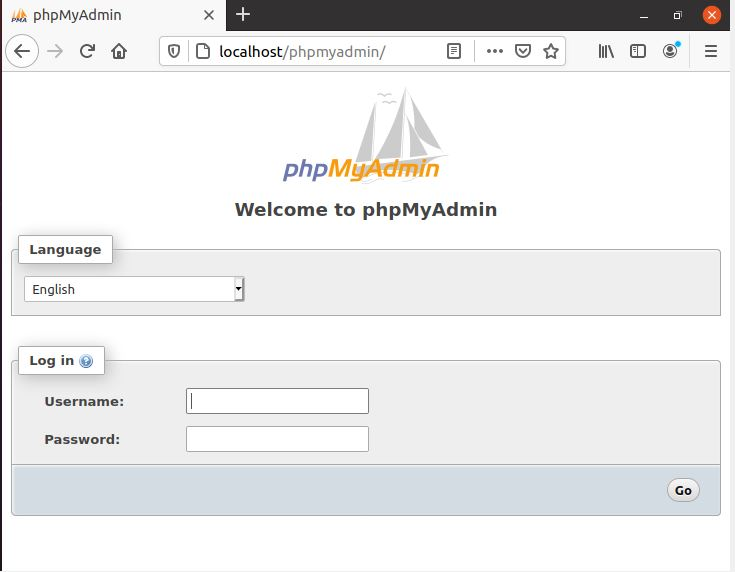 phpMyAdmin
localhost/phpmyadmin/
phpMyAdmin
Welcome to phpMyAdmin
Language
English
Log in
Username:
Password:
Go